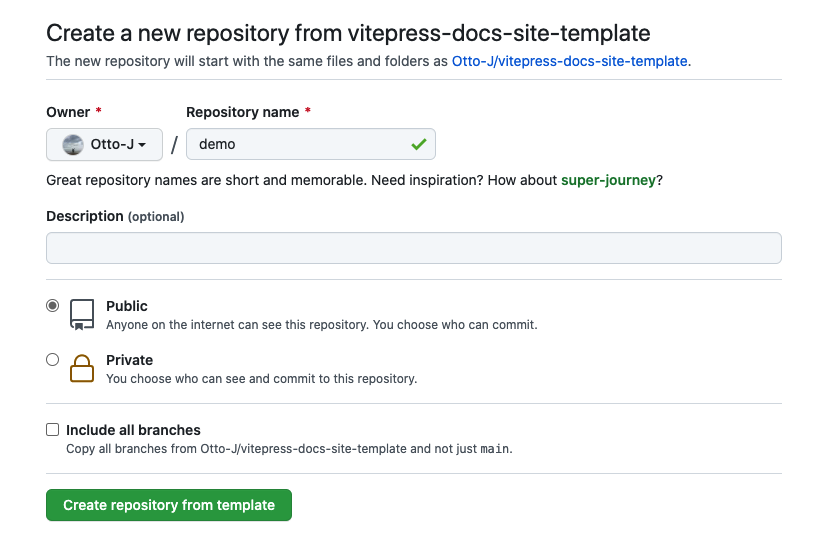 Create a new repository from vitepress-docs-site-template
The new repository will start with the same files and folders as Otto-J/vitepress-docs-site-template.
Owner * Repository name *
Otto-J / demo
Great repository names are short and memorable. Need inspiration? How about super-journey?
Description (optional)
Public
Anyone on the internet can see this repository. You choose who can commit.
Private
You choose who can see and commit to this repository.
Include all branches
Copy all branches from Otto-J/vitepress-docs-site-template and not just main.
Create repository from template